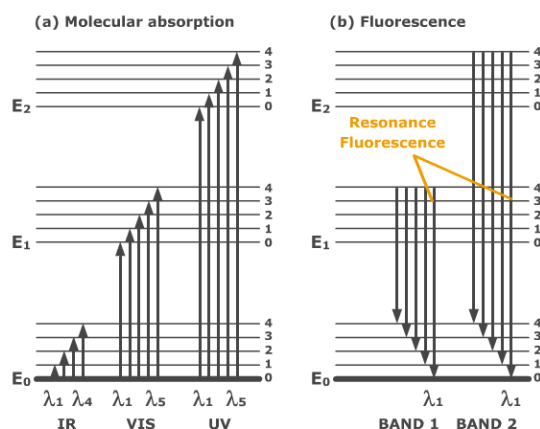 (a) Molecular absorption
(b) Fluorescence
4
3
2
1
E2 0
4
3
2
1
E1 0
4
3
2
1
E0 0
λ1 λ4 λ1 λ5 λ1 λ5
IR VIS UV
4
3
2
1
0
Resonance
Fluorescence
4
3
2
1
0
4
3
2
1
0
λ1 λ1
BAND 1 BAND 2